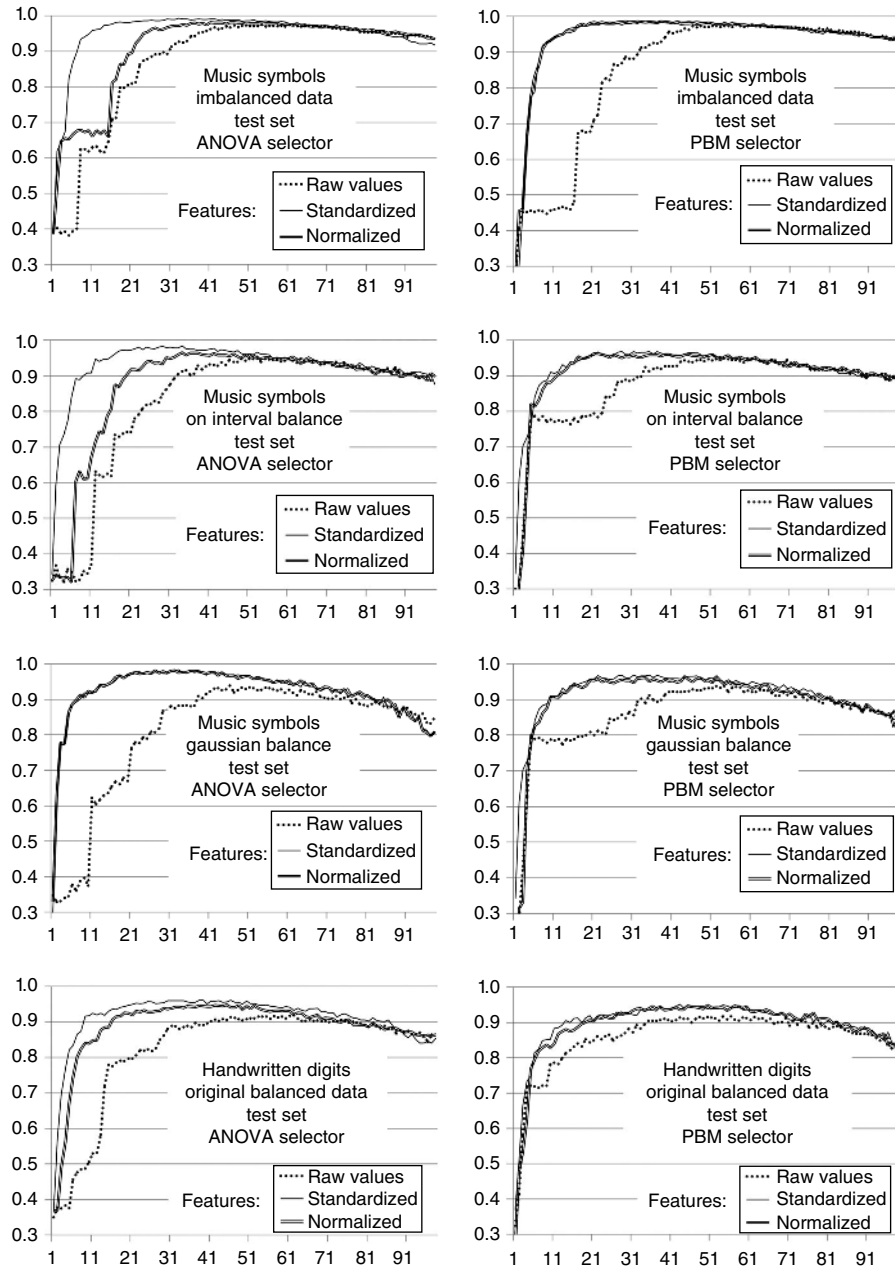 1.0
0.9
0.8
0.7
0.6
0.5
0.4
0.3
1 11 21 31 41 51 61 71 81 91
Music symbols
imbalanced data
test set
ANOVA selector
Features:
Raw values
Standardized
Normalized
1.0
0.9
0.8
0.7
0.6
0.5
0.4
0.3
1 11 21 31 41 51 61 71 81 91
Music symbols
imbalanced data
test set
PBM selector
Features:
Raw values
Standardized
Normalized
1.0
0.9
0.8
0.7
0.6
0.5
0.4
0.3
1 11 21 31 41 51 61 71 81 91
Music symbols
on interval balance
test set
ANOVA selector
Features:
Raw values
Standardized
Normalized
1.0
0.9
0.8
0.7
0.6
0.5
0.4
0.3
1 11 21 31 41 51 61 71 81 91
Music symbols
on interval balance
test set
PBM selector
Features:
Raw values
Standardized
Normalized
1.0
0.9
0.8
0.7
0.6
0.5
0.4
0.3
1 11 21 31 41 51 61 71 81 91
Music symbols
gaussian balance
test set
ANOVA selector
Features:
Raw values
Standardized
Normalized
1.0
0.9
0.8
0.7
0.6
0.5
0.4
0.3
1 11 21 31 41 51 61 71 81 91
Music symbols
gaussian balance
test set
PBM selector
Features:
Raw values
Standardized
Normalized
1.0
0.9
0.8
0.7
0.6
0.5
0.4
0.3
1 11 21 31 41 51 61 71 81 91
Handwritten digits
original balanced data
test set
ANOVA selector
Features:
Raw values
Standardized
Normalized
1.0
0.9
0.8
0.7
0.6
0.5
0.4
0.3
1 11 21 31 41 51 61 71 81 91
Handwritten digits
original balanced data
test set
PBM selector
Features:
Raw values
Standardized
Normalized